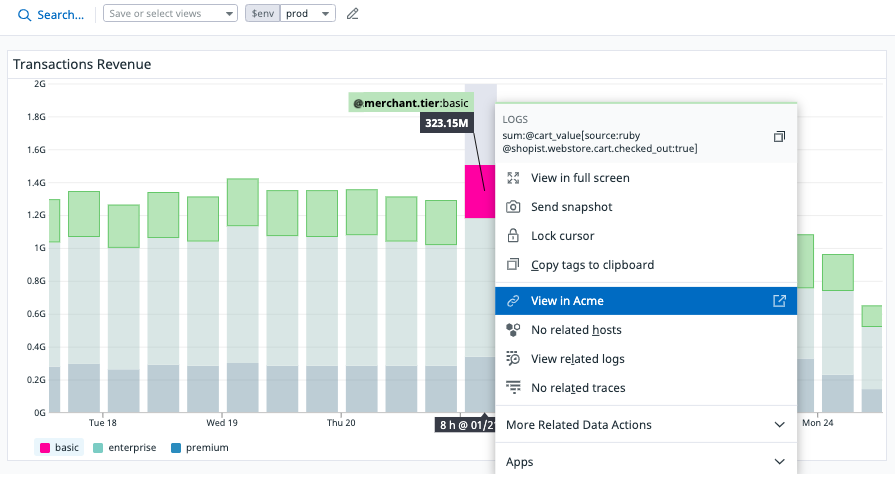 Search...
Save or select views
$env prod
Transactions Revenue
2G
1.8G
1.6G
1.4G
1.2G
1G
0.8G
0.6G
0.4G
0.2G
0G
@merchant.tier:basic
323.15M
Tue 18
Wed 19
Thu 20
8 h @ 01/2
Mon 24
basic
enterprise
premium
LOGS
sum:@cart_value[source:ruby
@shopist.webstore.cart.checked_out:true]
View in full screen
Send snapshot
Lock cursor
Copy tags to clipboard
View in Acme
No related hosts
View related logs
No related traces
More Related Data Actions
Apps